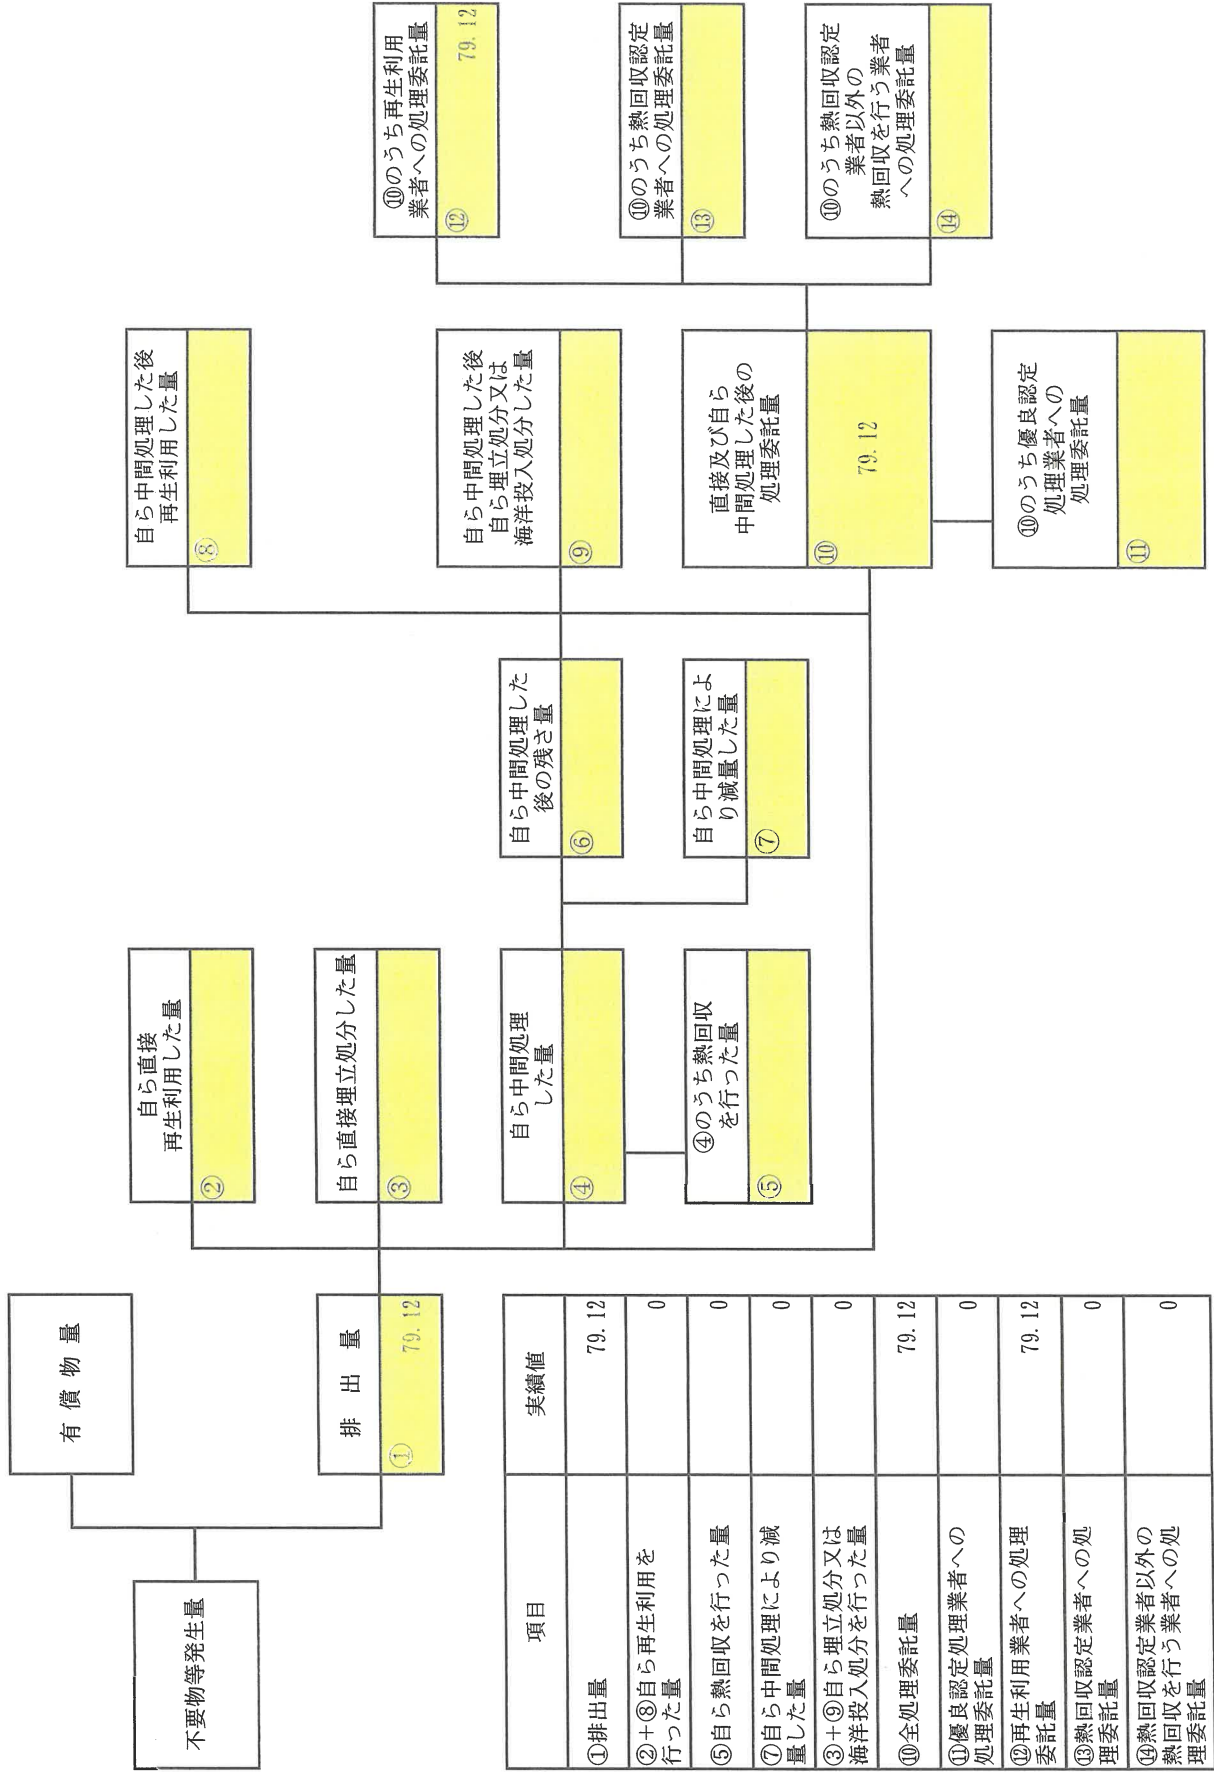 不要物等発生量
有償物量
排出量
① 79.12
自ら直接
再生利用した量
②
自ら直接埋立処分した量
③
自ら中間処理
した量
④
④のうち熱回収
を行った量
⑤
自ら中間処理した
後の残さ量
⑥
自ら中間処理によ
り減量した量
⑦
自ら中間処理した後
再生利用した量
⑧
自ら中間処理した後
自ら埋立処分又は
海洋投入処分した量
⑨
直接及び自ら
中間処理した後の
処理委託量
⑩ 79.12
⑩のうち優良認定
処理業者への
処理委託量
⑪
⑩のうち再生利用
業者への処理委託量
⑫ 79.12
⑩のうち熱回収認定
業者への処理委託量
⑬
⑩のうち熱回収認定
業者以外の
熱回収を行う業者
への処理委託量
⑭
項目 実績値
①排出量 79.12
②+⑧自ら再生利用を
行った量 0
⑤自ら熱回収を行った量 0
⑦自ら中間処理により減
量した量 0
③+⑨自ら埋立処分又は
海洋投入処分を行った量 0
⑩全処理委託量 79.12
⑪優良認定処理業者への
処理委託量 0
⑫再生利用業者への処理
委託量 79.12
⑬熱回収認定業者への処
理委託量 0
⑭熱回収認定業者以外の
熱回収を行う業者への処
理委託量 0